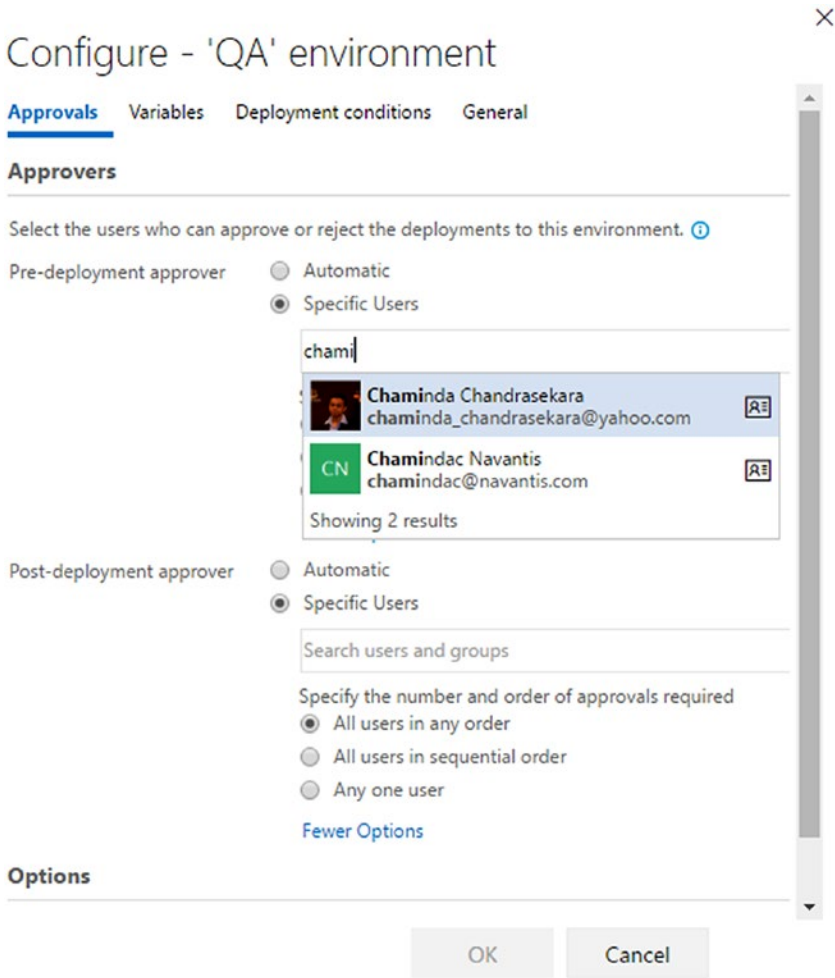 Configure - 'QA' environment
Approvals Variables Deployment conditions General
Approvers
Select the users who can approve or reject the deployments to this environment.
Pre-deployment approver Automatic
Specific Users
chami
Chaminda Chandrasekara
chaminda_chandrasekara@yahoo.com
CN Chamindac Navantis
chamindac@navantis.com
Showing 2 results
Post-deployment approver Automatic
Specific Users
Search users and groups
Specify the number and order of approvals required
All users in any order
All users in sequential order
Any one user
Fewer Options
Options
OK Cancel